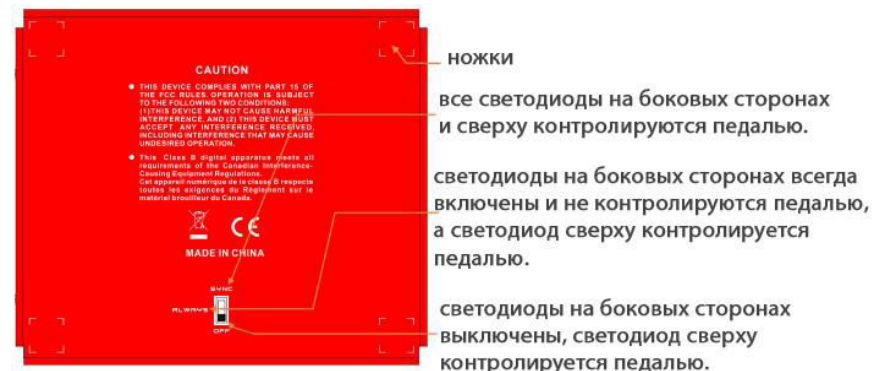 CAUTION
● THIS DEVICE COMPLIES WITH PART 15 OF
THE FCC RULES. OPERATION IS SUBJECT
TO THE FOLLOWING TWO CONDITIONS:
(1)THIS DEVICE MAY NOT CAUSE HARMFUL
INTERFERENCE, AND (2) THIS DEVICE MUST
ACCEPT ANY INTERFERENCE RECEIVED,
INCLUDING INTERFERENCE THAT MAY CAUSE
UNDESIRED OPERATION.
● This Class B digital apparatus meets all
requirements of the Canadian Interference-
Causing Equipment Regulations.
Cet appareil numérique de la classe B respecte
toutes les exigences du Règlement sur le
matériel brouilleur du Canada.
CE
MADE IN CHINA
SYNC
ALWAYS
OFF
ножки
все светодиоды на боковых сторонах
и сверху контролируются педалью.
светодиоды на боковых сторонах всегда
включены и не контролируются педалью,
а светодиод сверху контролируется
педалью.
светодиоды на боковых сторонах
выключены, светодиод сверху
контролируется педалью.